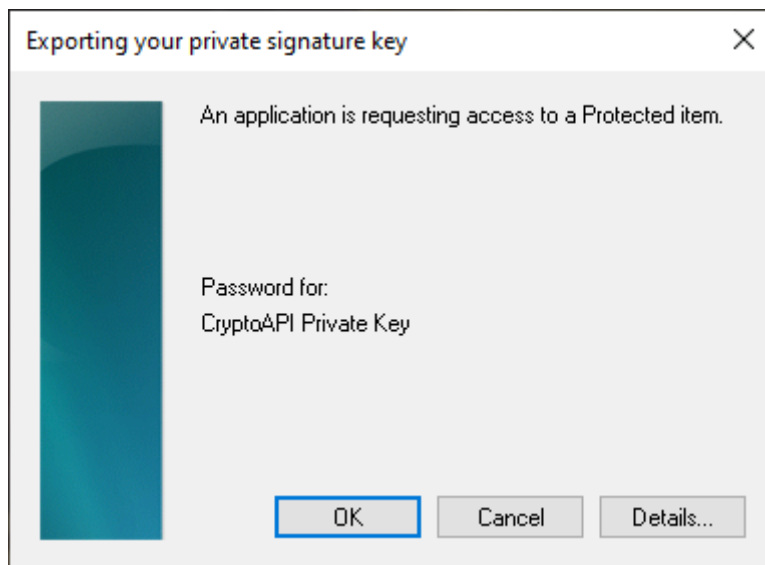 Exporting your private signature key
An application is requesting access to a Protected item.
Password for:
CryptoAPI Private Key
OK
Cancel
Details...